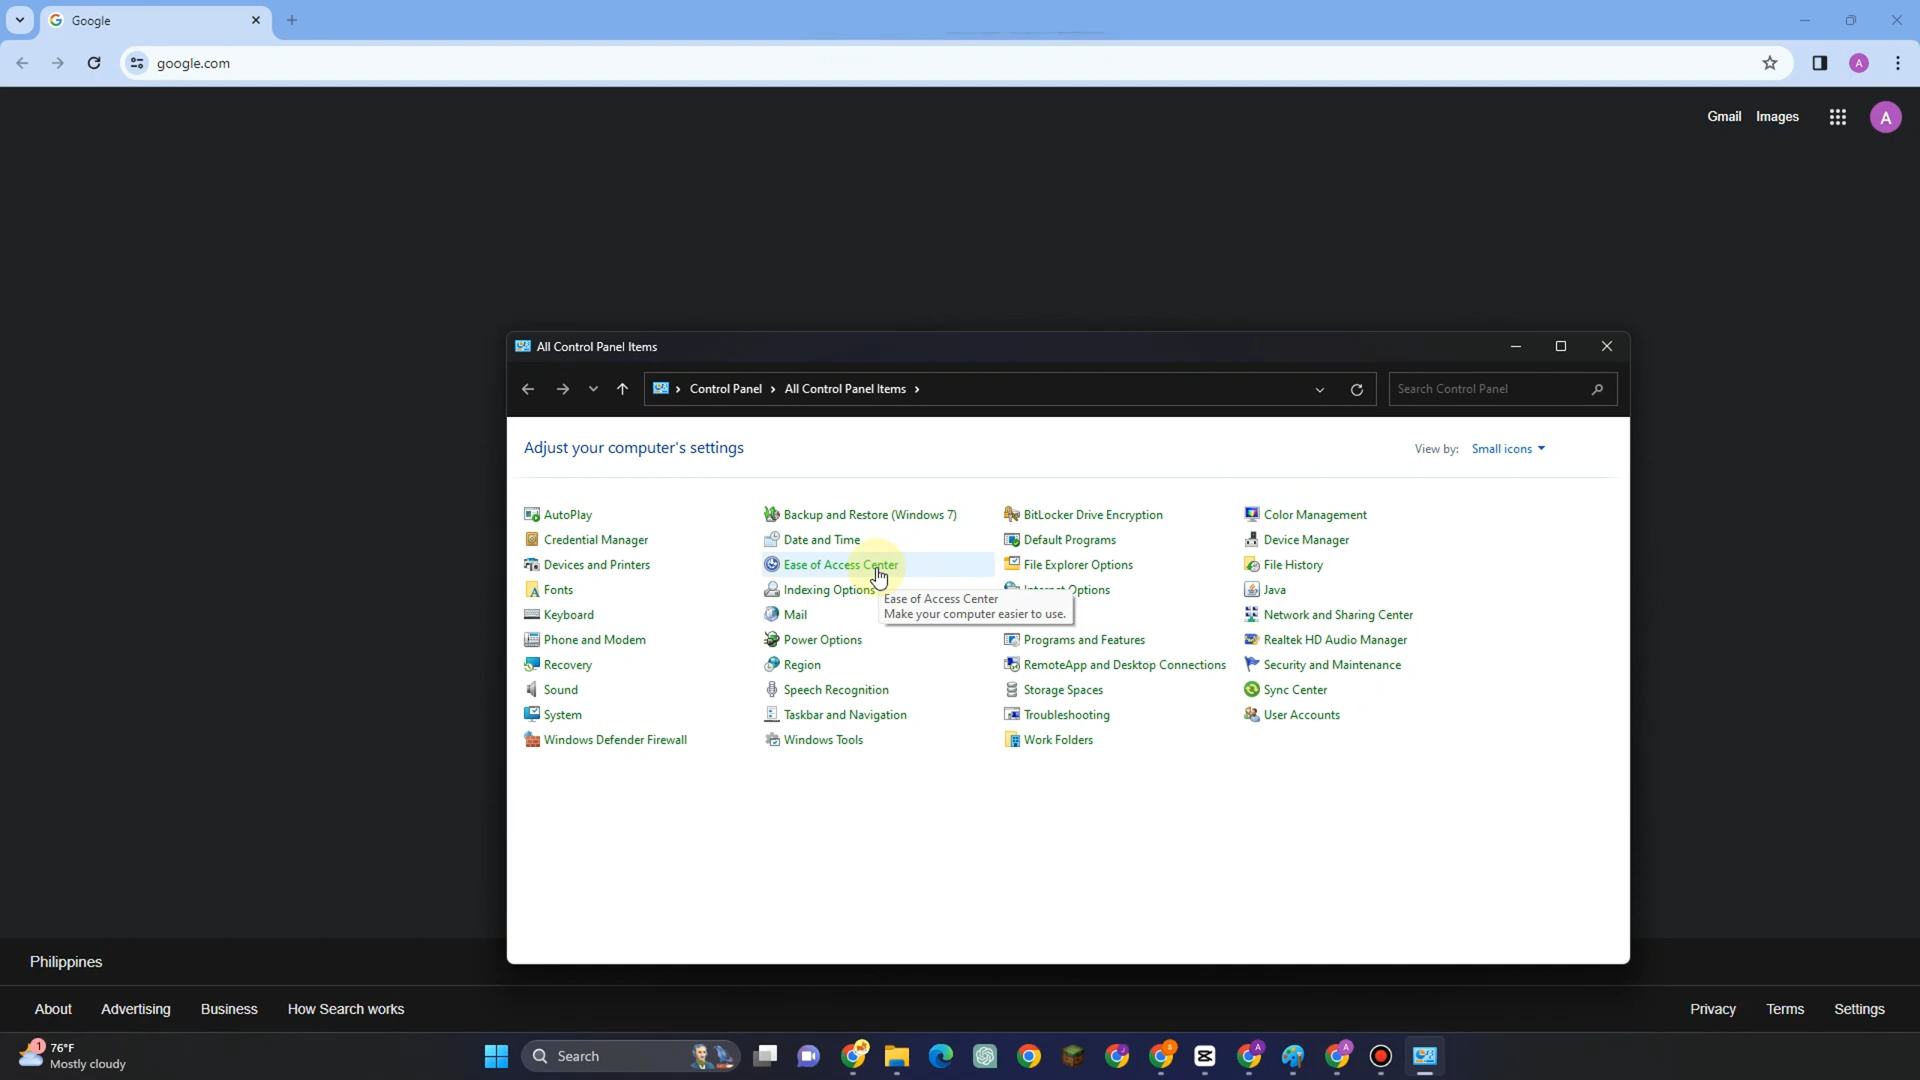 Google
google.com
A
Gmail Images
A
All Control Panel Items
Control Panel All Control Panel Items
Search Control Panel
Adjust your computer's settings
View by: Small icons
AutoPlay
Backup and Restore (Windows 7)
BitLocker Drive Encryption
Color Management
Credential Manager
Date and Time
Default Programs
Device Manager
Devices and Printers
Ease of Access Center
File Explorer Options
File History
Fonts
Indexing Options
Options
Java
Keyboard
Mail
Network and Sharing Center
Ease of Access Center
Make your computer easier to use.
Phone and Modem
Power Options
Programs and Features
Realtek HD Audio Manager
Recovery
Region
RemoteApp and Desktop Connections
Security and Maintenance
Sound
Speech Recognition
Storage Spaces
Sync Center
System
Taskbar and Navigation
Troubleshooting
User Accounts
Windows Defender Firewall
Windows Tools
Work Folders
Philippines
About Advertising Business How Search works
Privacy Terms Settings
1
76°F
Mostly cloudy
Search